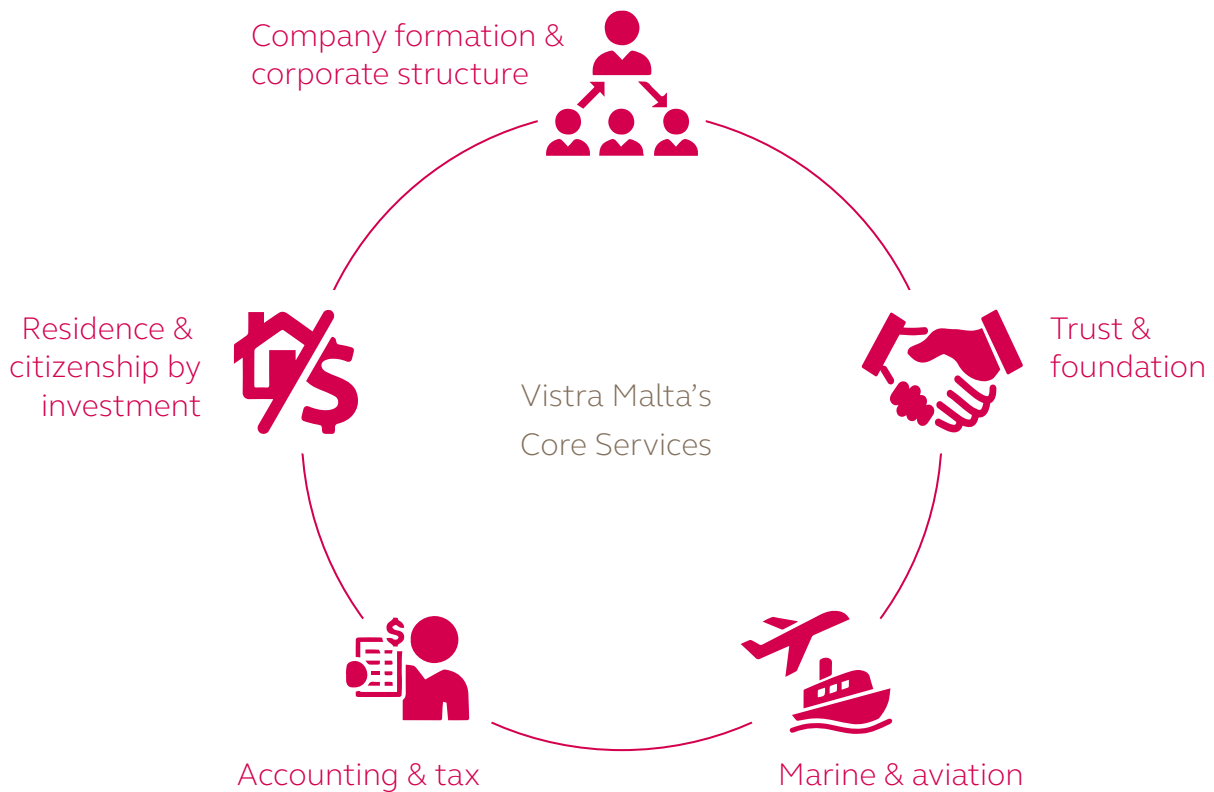 Company formation &
corporate structure
Residence &
citizenship by
investment
Trust &
foundation
Vistra Malta’s
Core Services
Accounting & tax
Marine & aviation